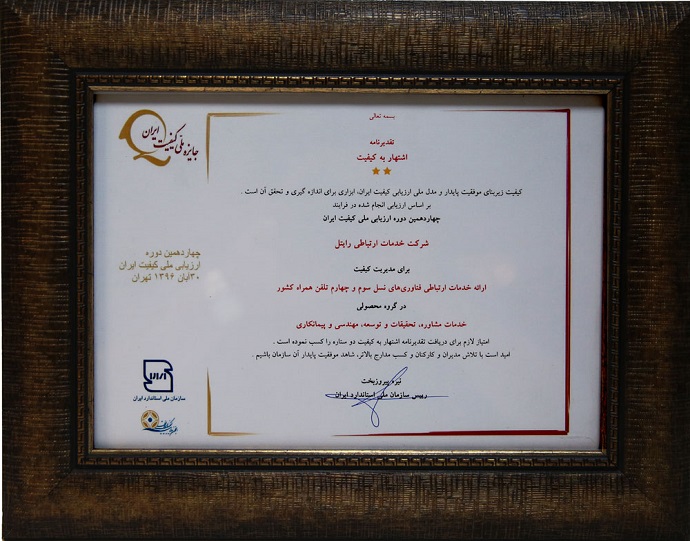 بسمه تعالی
جایزه ملی کیفیت ایران
تقدیرنامه
اشتهار به کیفیت
کیفیت زیربنای موفقیت پایدار و مدل ملی ارزیابی کیفیت ایران، ابزاری برای اندازه گیری و تحقق آن است .
بر اساس ارزیابی انجام شده در فرایند
چهاردهمین دوره ارزیابی ملی کیفیت ایران
شرکت خدمات ارتباطی رایتل
برای مدیریت کیفیت
ارائه خدمات ارتباطی فناوری‌های نسل سوم و چهارم تلفن همراه کشور
در گروه محصولی
خدمات مشاوره، تحقیقات و توسعه، مهندسی و پیمانکاری
امتیاز لازم برای دریافت تقدیرنامه اشتهار به کیفیت دو ستاره را کسب نموده است .
امید است با تلاش مدیران و کارکنان و کسب مدارج بالاتر، شاهد موفقیت پایدار آن سازمان باشیم .
نیره پیروزبخت
رییس سازمان ملی استاندارد ایران
چهاردهمین دوره
ارزیابی ملی کیفیت ایران
۳۰آبان ۱۳۹۶ تهران
سازمان ملی استاندارد ایران